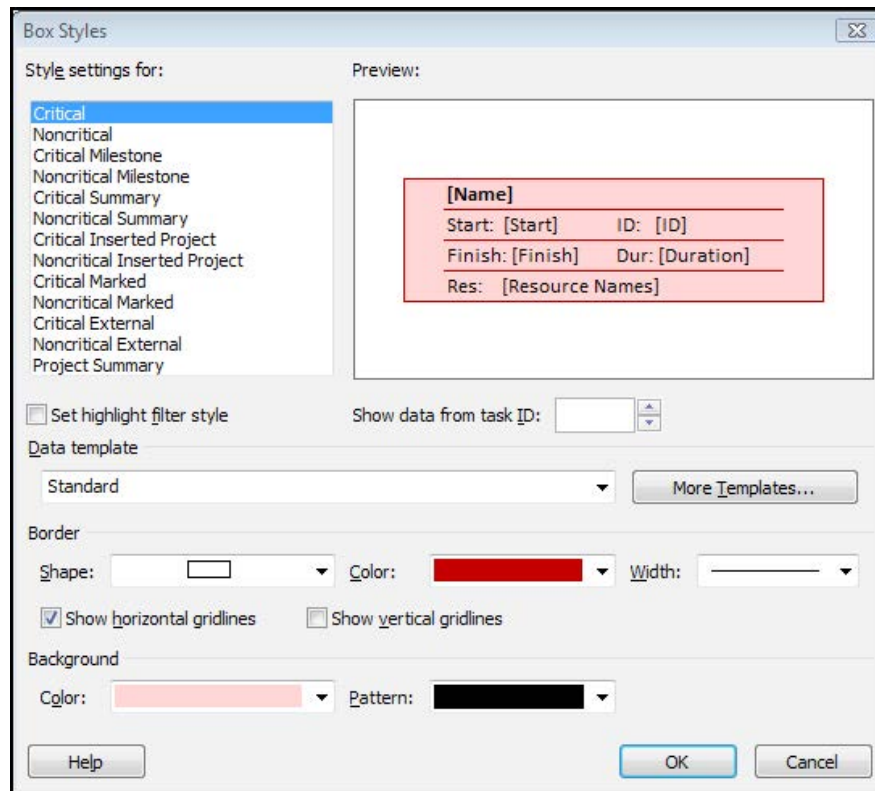 Box Styles
Style settings for:
Preview:
Critical
Noncritical
Critical Milestone
Noncritical Milestone
Critical Summary
Noncritical Summary
Critical Inserted Project
Noncritical Inserted Project
Critical Marked
Noncritical Marked
Critical External
Noncritical External
Project Summary
[Name]
Start: [Start] ID: [ID]
Finish: [Finish] Dur: [Duration]
Res: [Resource Names]
Set highlight filter style
Show data from task ID:
Data template
Standard
More Templates...
Border
Shape:
Color:
Width:
Show horizontal gridlines
Show vertical gridlines
Background
Color:
Pattern:
Help
OK
Cancel